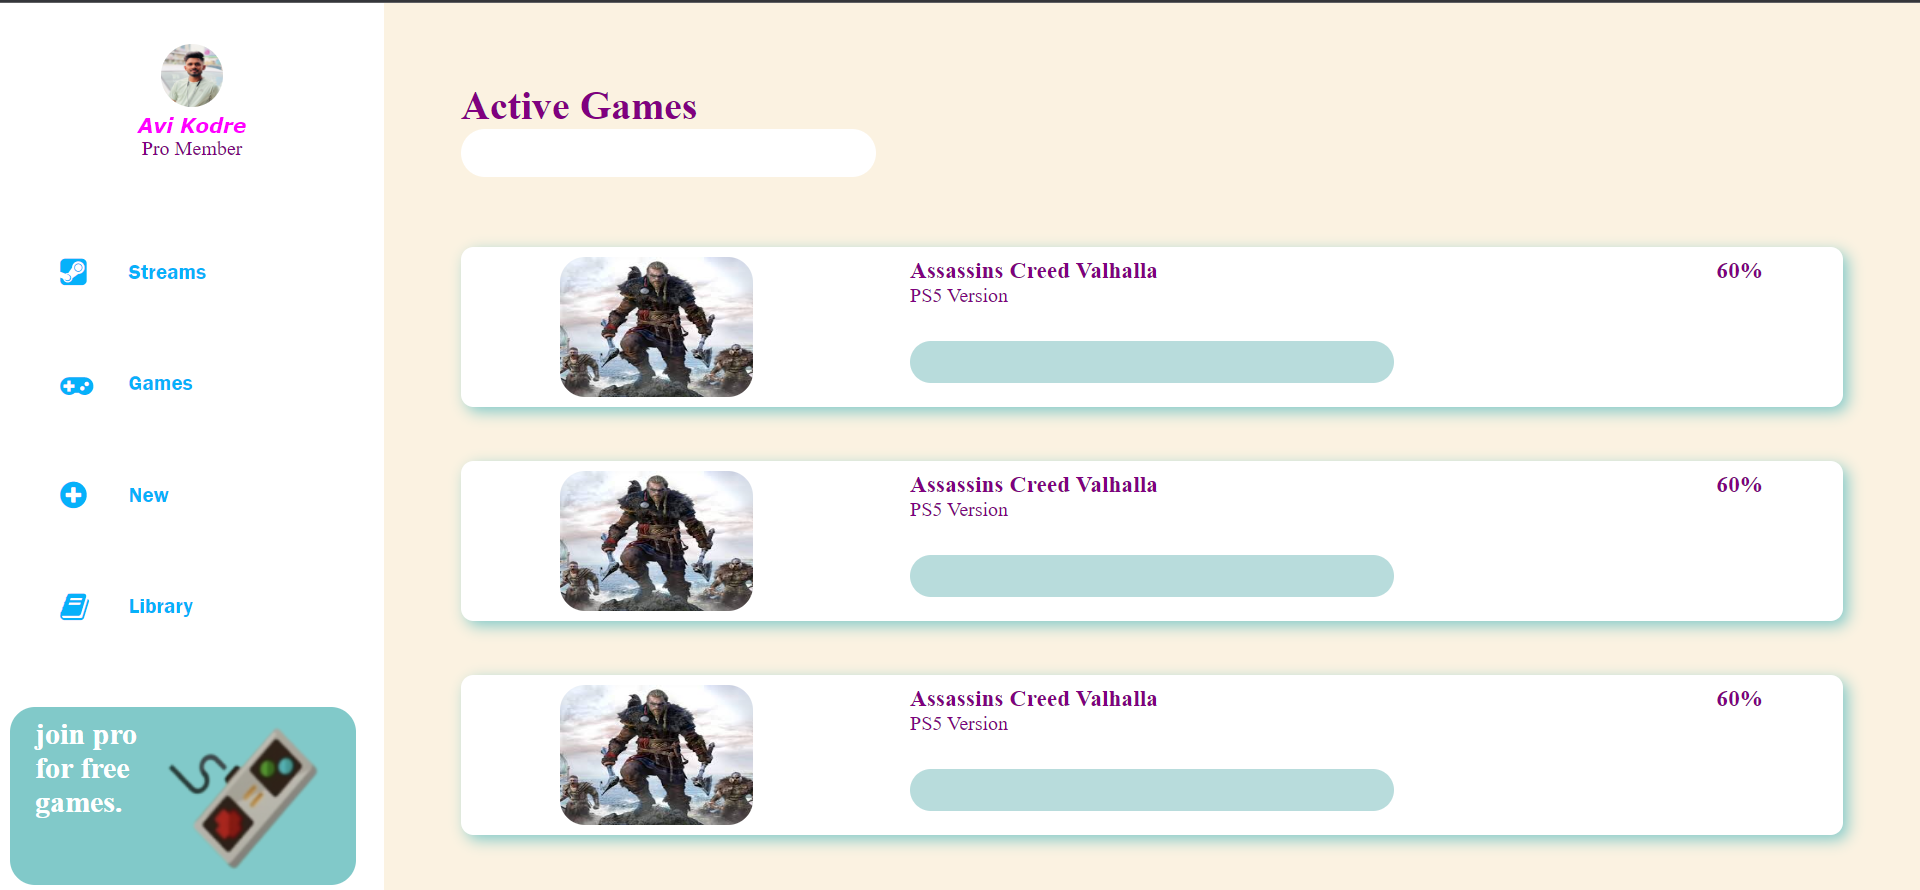 Avi Kodre
Pro Member
Streams
Games
New
Library
join pro
for free
games.
Active Games
Assassins Creed Valhalla
60%
PS5 Version
Assassins Creed Valhalla
60%
PS5 Version
Assassins Creed Valhalla
60%
PS5 Version